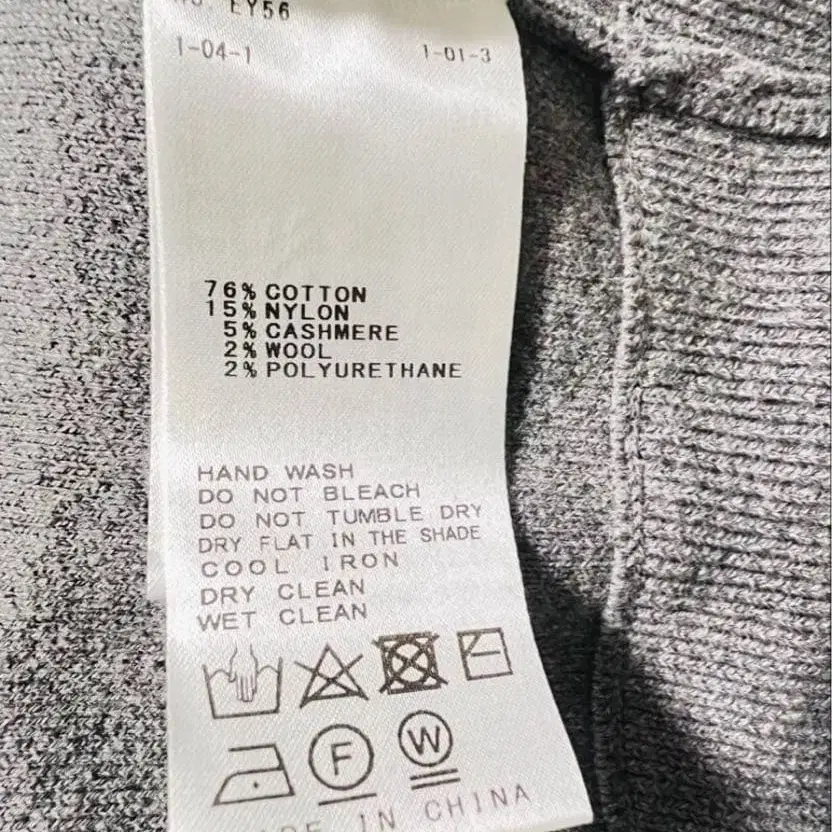 EY56
1-04-1 1-01-3
76% COTTON
15% NYLON
5% CASHMERE
2% WOOL
2% POLYURETHANE
HAND WASH
DO NOT BLEACH
DO NOT TUMBLE DRY
DRY FLAT IN THE SHADE
COOL IRON
DRY CLEAN
WET CLEAN
F W
IN CHINA